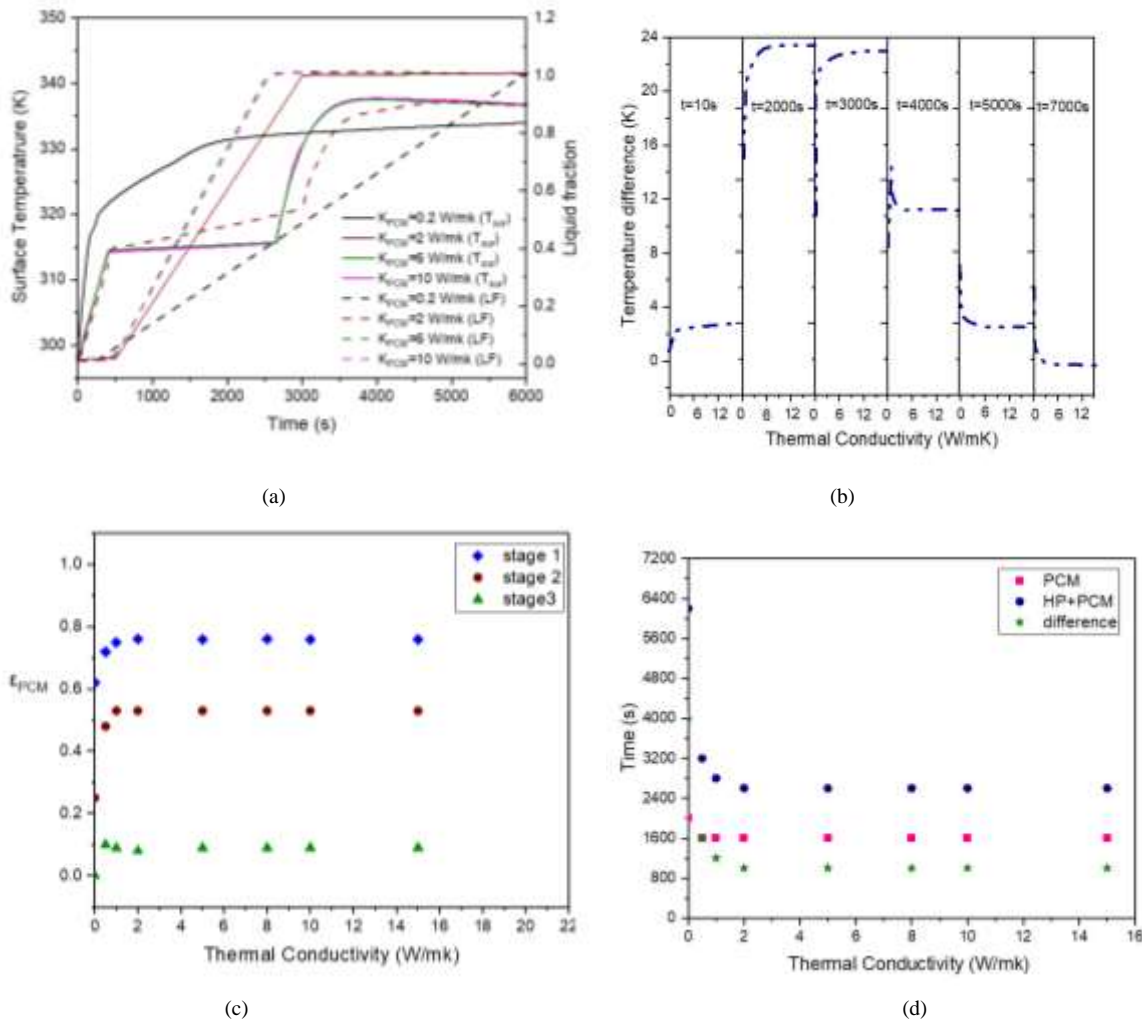 350
340
330
320
310
300
Surface Temperatrure (K)
1.2
1.0
0.8
0.6
0.4
0.2
0.0
Liquid fraction
K_PCM=0.2 W/mk (T_sur)
K_PCM=2 W/mk (T_sur)
K_PCM=6 W/mk (T_sur)
K_PCM=10 W/mk (T_sur)
K_PCM=0.2 W/mk (LF)
K_PCM=2 W/mk (LF)
K_PCM=6 W/mk (LF)
K_PCM=10 W/mk (LF)
0 1000 2000 3000 4000 5000 6000
Time (s)
(a)
24
20
16
12
8
4
0
Temperature difference (K)
t=10s t=2000s t=3000s t=4000s t=5000s t=7000s
0 6 12 0 6 12 0 6 12 0 6 12 0 6 12 0 6 12
Thermal Conductivity (W/mK)
(b)
1.0
0.8
0.6
0.4
0.2
0.0
ε_PCM
stage 1
stage 2
stage3
0 2 4 6 8 10 12 14 16 18 20 22
Thermal Conductivity (W/mk)
(c)
7200
6400
5600
4800
4000
3200
2400
1600
800
0
Time (s)
PCM
HP+PCM
difference
0 2 4 6 8 10 12 14 16
Thermal Conductivity (W/mk)
(d)